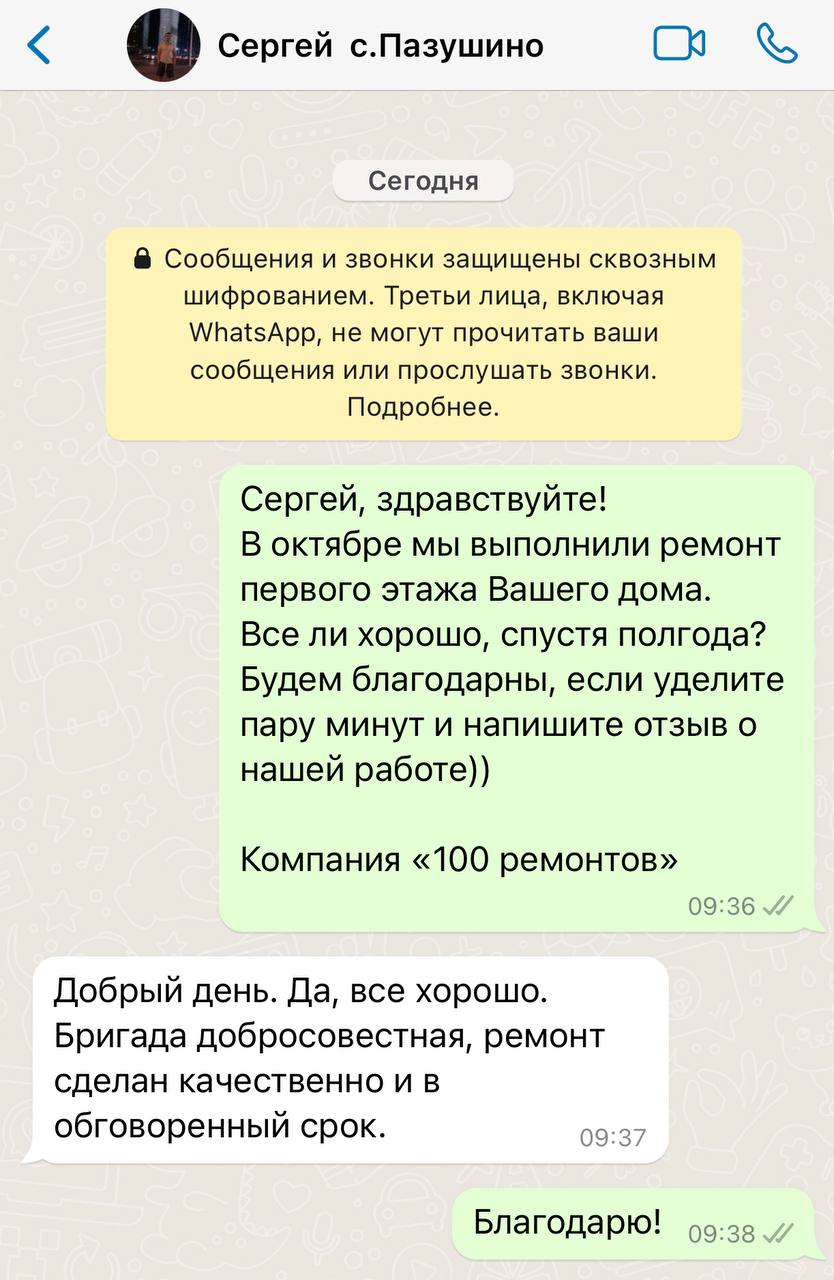 Сергей с.Пазушино
Сегодня
Сообщения и звонки защищены сквозным
шифрованием. Третьи лица, включая
WhatsApp, не могут прочитать ваши
сообщения или прослушать звонки.
Подробнее.
Сергей, здравствуйте!
В октябре мы выполнили ремонт
первого этажа Вашего дома.
Все ли хорошо, спустя полгода?
Будем благодарны, если уделите
пару минут и напишите отзыв о
нашей работе))
Компания «100 ремонтов»
09:36
Добрый день. Да, все хорошо.
Бригада добросовестная, ремонт
сделан качественно и в
обговоренный срок.
09:37
Благодарю!
09:38